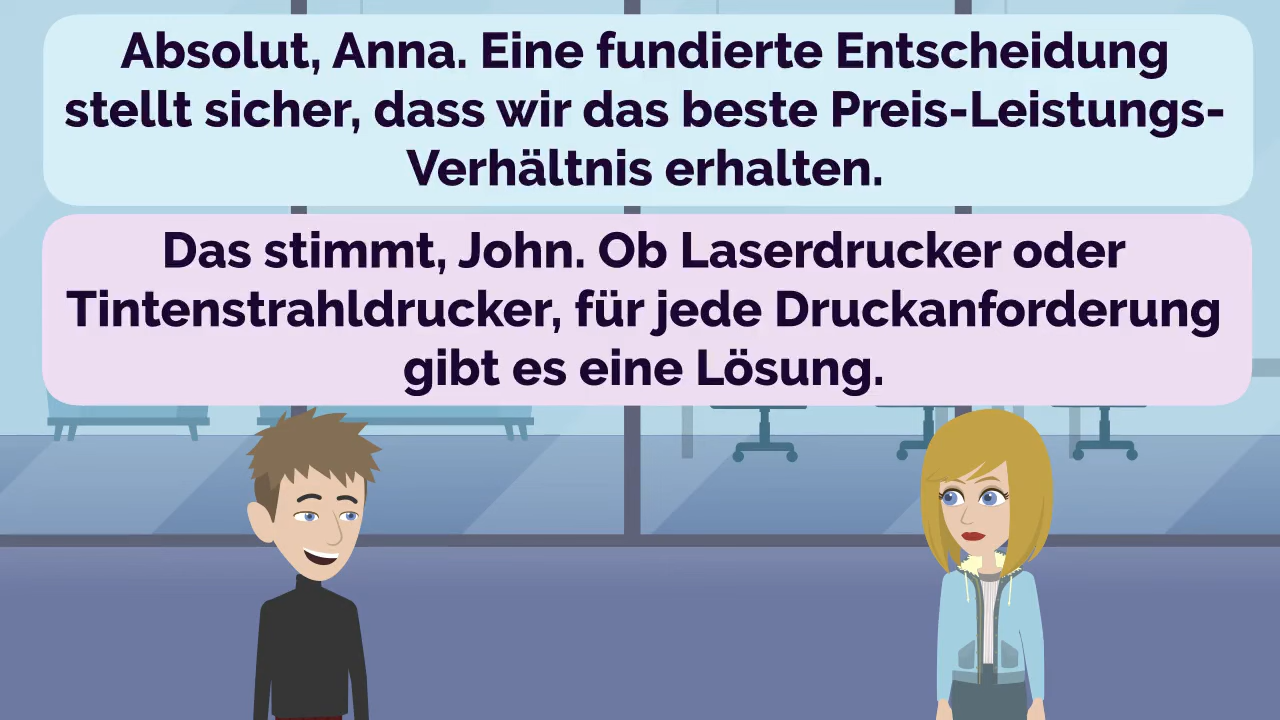 Absolut, Anna. Eine fundierte Entscheidung
stellt sicher, dass wir das beste Preis-Leistungs-
Verhältnis erhalten.
Das stimmt, John. Ob Laserdrucker oder
Tintenstrahldrucker, für jede Druckanforderung
gibt es eine Lösung.